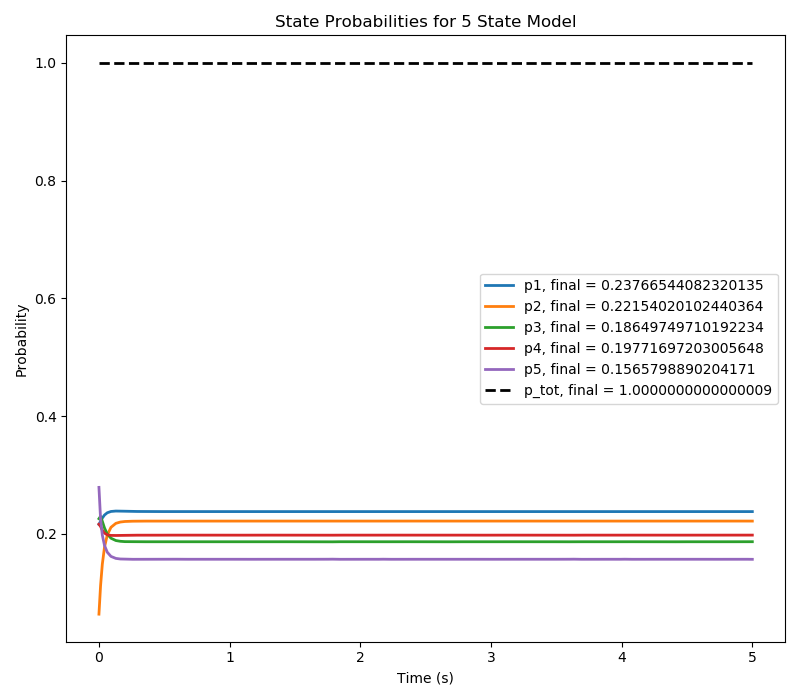 State Probabilities for 5 State Model
1.0
0.8
0.6
0.4
0.2
Probability
p1, final = 0.23766544082320135
p2, final = 0.22154020102440364
p3, final = 0.18649749710192234
p4, final = 0.19771697203005648
p5, final = 0.1565798890204171
p_tot, final = 1.0000000000000009
0 1 2 3 4 5
Time (s)